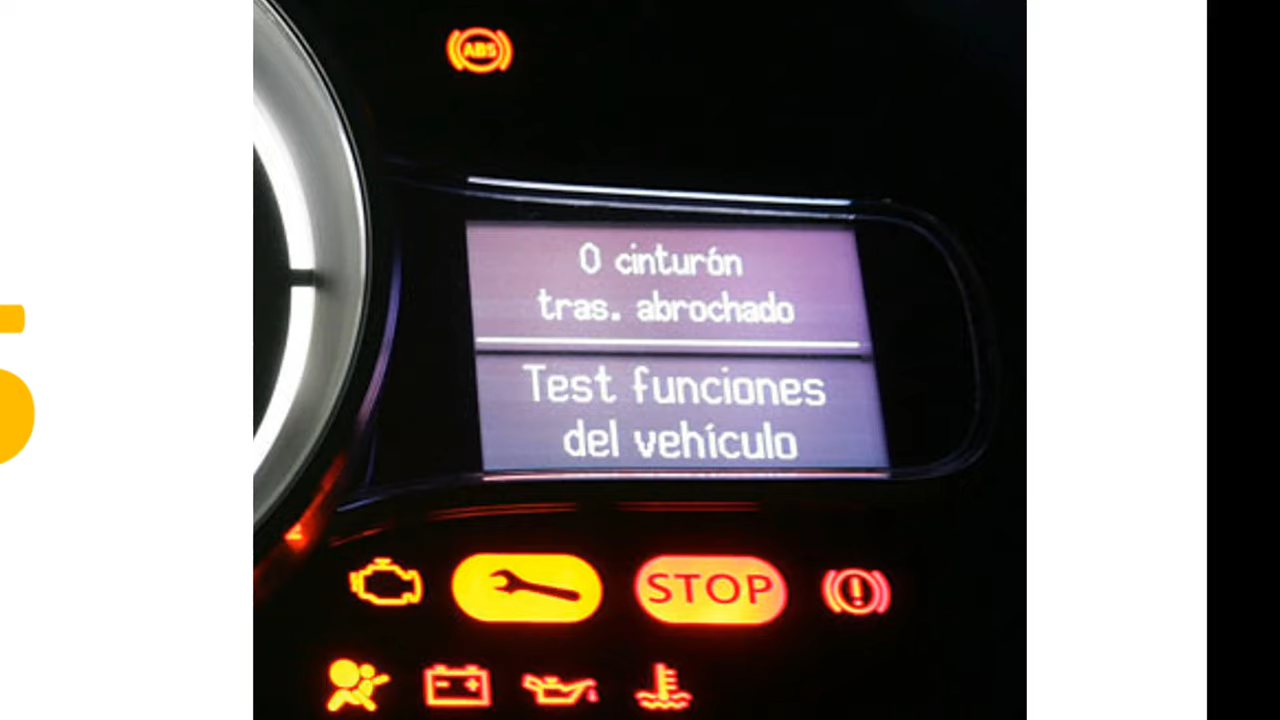 ABS
0 cinturón
tras. abrochado
Test funciones
del vehículo
STOP